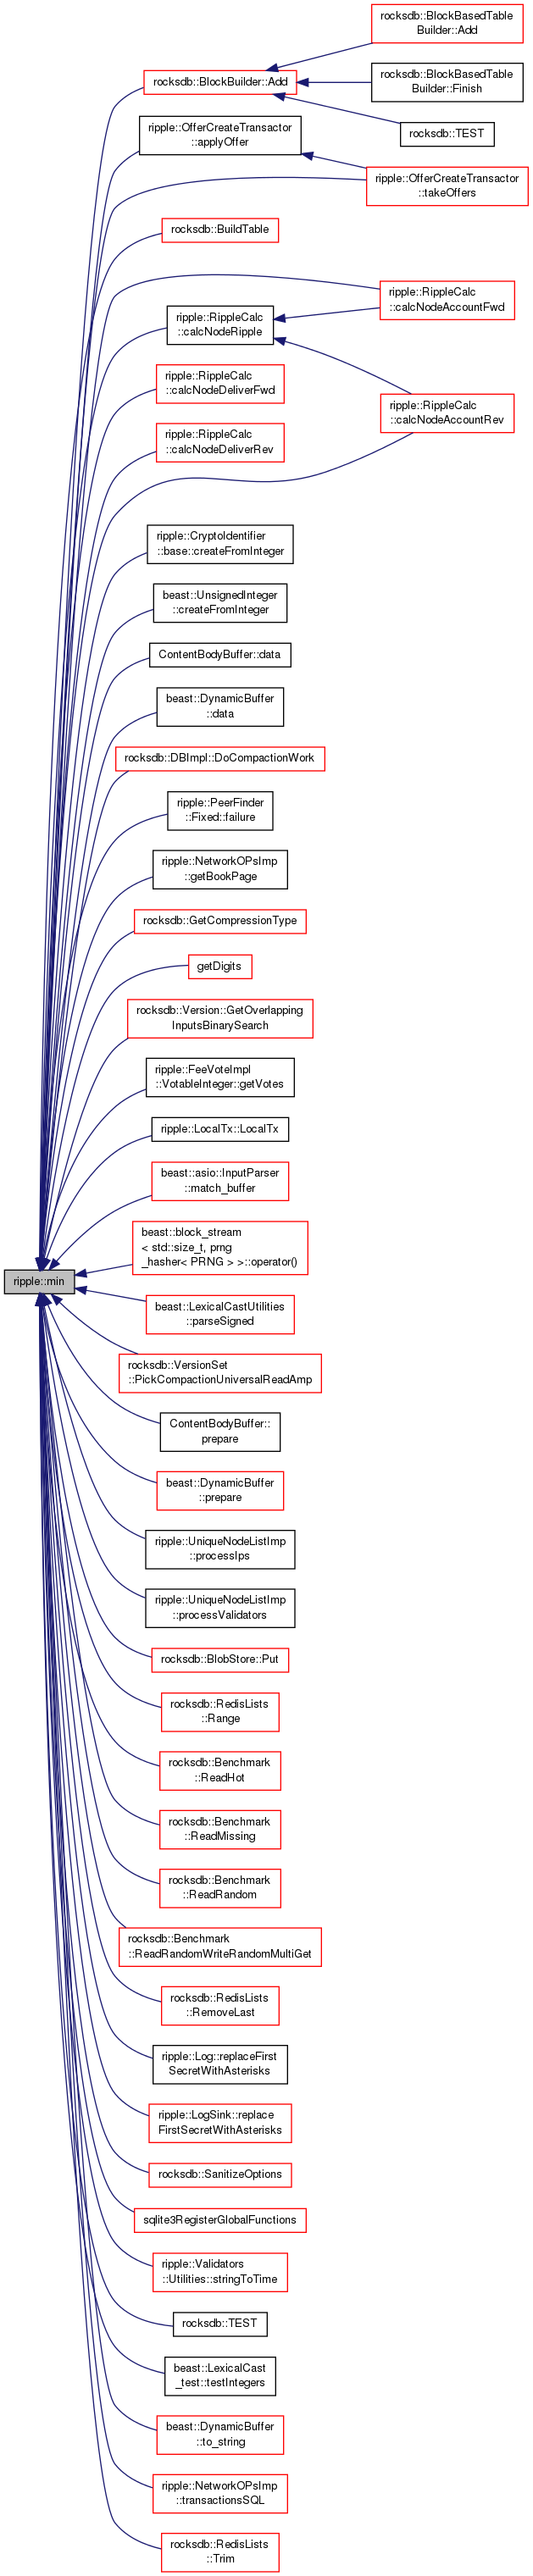 rocksdb::BlockBasedTable
Builder::Add
rocksdb::BlockBuilder::Add
rocksdb::BlockBasedTable
Builder::Finish
rocksdb::TEST
ripple::OfferCreateTransactor
::applyOffer
ripple::OfferCreateTransactor
::takeOffers
rocksdb::BuildTable
ripple::RippleCalc
::calcNodeAccountFwd
ripple::RippleCalc
::calcNodeRipple
ripple::RippleCalc
::calcNodeDeliverFwd
ripple::RippleCalc
::calcNodeAccountRev
ripple::RippleCalc
::calcNodeDeliverRev
ripple::CryptoIdentifier
::base::createFromInteger
beast::UnsignedInteger
::createFromInteger
ContentBodyBuffer::data
beast::DynamicBuffer
::data
rocksdb::DBImpl::DoCompactionWork
ripple::PeerFinder
::Fixed::failure
ripple::NetworkOPsImp
::getBookPage
rocksdb::GetCompressionType
getDigits
rocksdb::Version::GetOverlapping
InputsBinarySearch
ripple::FeeVoteImpl
::VotableInteger::getVotes
ripple::LocalTx::LocalTx
beast::asio::InputParser
::match_buffer
beast::block_stream
< std::size_t, prng
_hasher< PRNG > >::operator()
ripple::min
beast::LexicalCastUtilities
::parseSigned
rocksdb::VersionSet
::PickCompactionUniversalReadAmp
ContentBodyBuffer::
prepare
beast::DynamicBuffer
::prepare
ripple::UniqueNodeListImp
::processIps
ripple::UniqueNodeListImp
::processValidators
rocksdb::BlobStore::Put
rocksdb::RedisLists
::Range
rocksdb::Benchmark
::ReadHot
rocksdb::Benchmark
::ReadMissing
rocksdb::Benchmark
::ReadRandom
rocksdb::Benchmark
::ReadRandomWriteRandomMultiGet
rocksdb::RedisLists
::RemoveLast
ripple::Log::replaceFirst
SecretWithAsterisks
ripple::LogSink::replace
FirstSecretWithAsterisks
rocksdb::SanitizeOptions
sqlite3RegisterGlobalFunctions
ripple::Validators
::Utilities::stringToTime
rocksdb::TEST
beast::LexicalCast
_test::testIntegers
beast::DynamicBuffer
::to_string
ripple::NetworkOPsImp
::transactionsSQL
rocksdb::RedisLists
::Trim